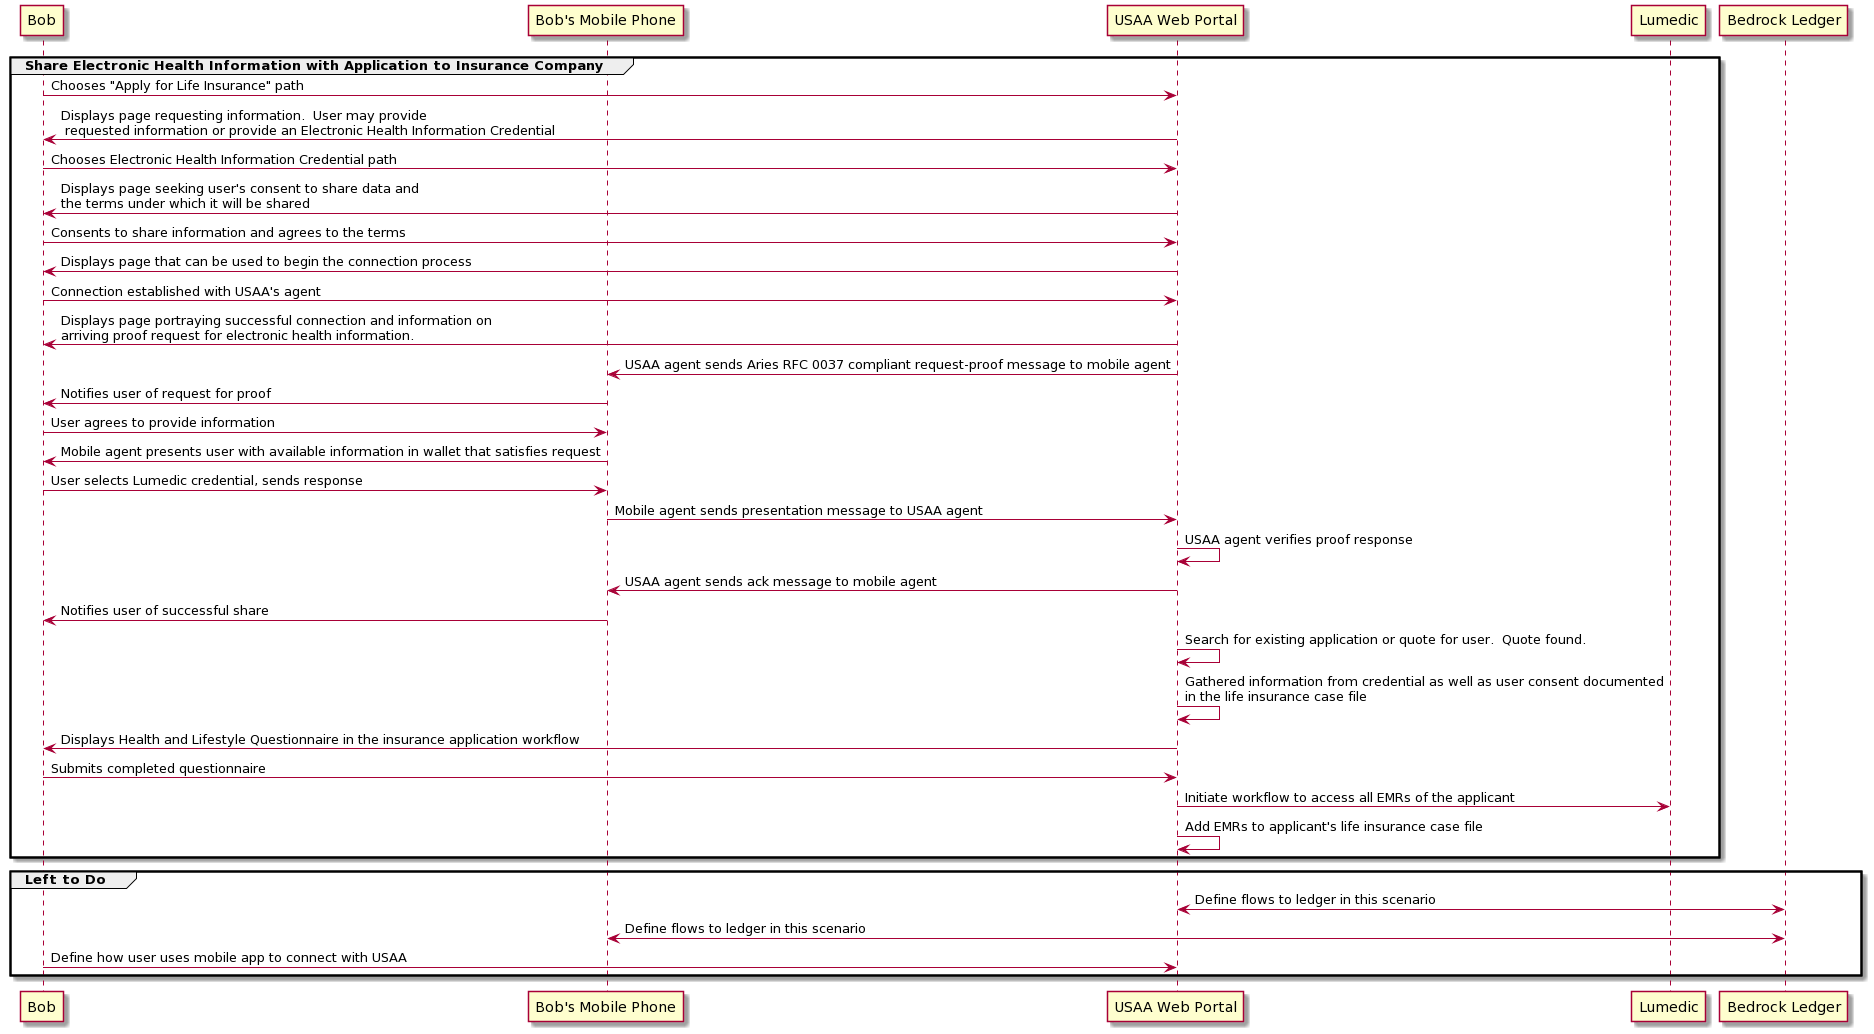 Bob
Bob's Mobile Phone
USAA Web Portal
Lumedic
Bedrock Ledger
Share Electronic Health Information with Application to Insurance Company
Chooses "Apply for Life Insurance" path
Displays page requesting information.  User may provide
requested information or provide an Electronic Health Information Credential
Chooses Electronic Health Information Credential path
Displays page seeking user's consent to share data and
the terms under which it will be shared
Consents to share information and agrees to the terms
Displays page that can be used to begin the connection process
Connection established with USAA's agent
Displays page portraying successful connection and information on
arriving proof request for electronic health information.
USAA agent sends Aries RFC 0037 compliant request-proof message to mobile agent
Notifies user of request for proof
User agrees to provide information
Mobile agent presents user with available information in wallet that satisfies request
User selects Lumedic credential, sends response
Mobile agent sends presentation message to USAA agent
USAA agent verifies proof response
USAA agent sends ack message to mobile agent
Notifies user of successful share
Search for existing application or quote for user.  Quote found.
Gathered information from credential as well as user consent documented
in the life insurance case file
Displays Health and Lifestyle Questionnaire in the insurance application workflow
Submits completed questionnaire
Initiate workflow to access all EMRs of the applicant
Add EMRs to applicant's life insurance case file
Left to Do
Define flows to ledger in this scenario
Define flows to ledger in this scenario
Define how user uses mobile app to connect with USAA
Bob
Bob's Mobile Phone
USAA Web Portal
Lumedic
Bedrock Ledger